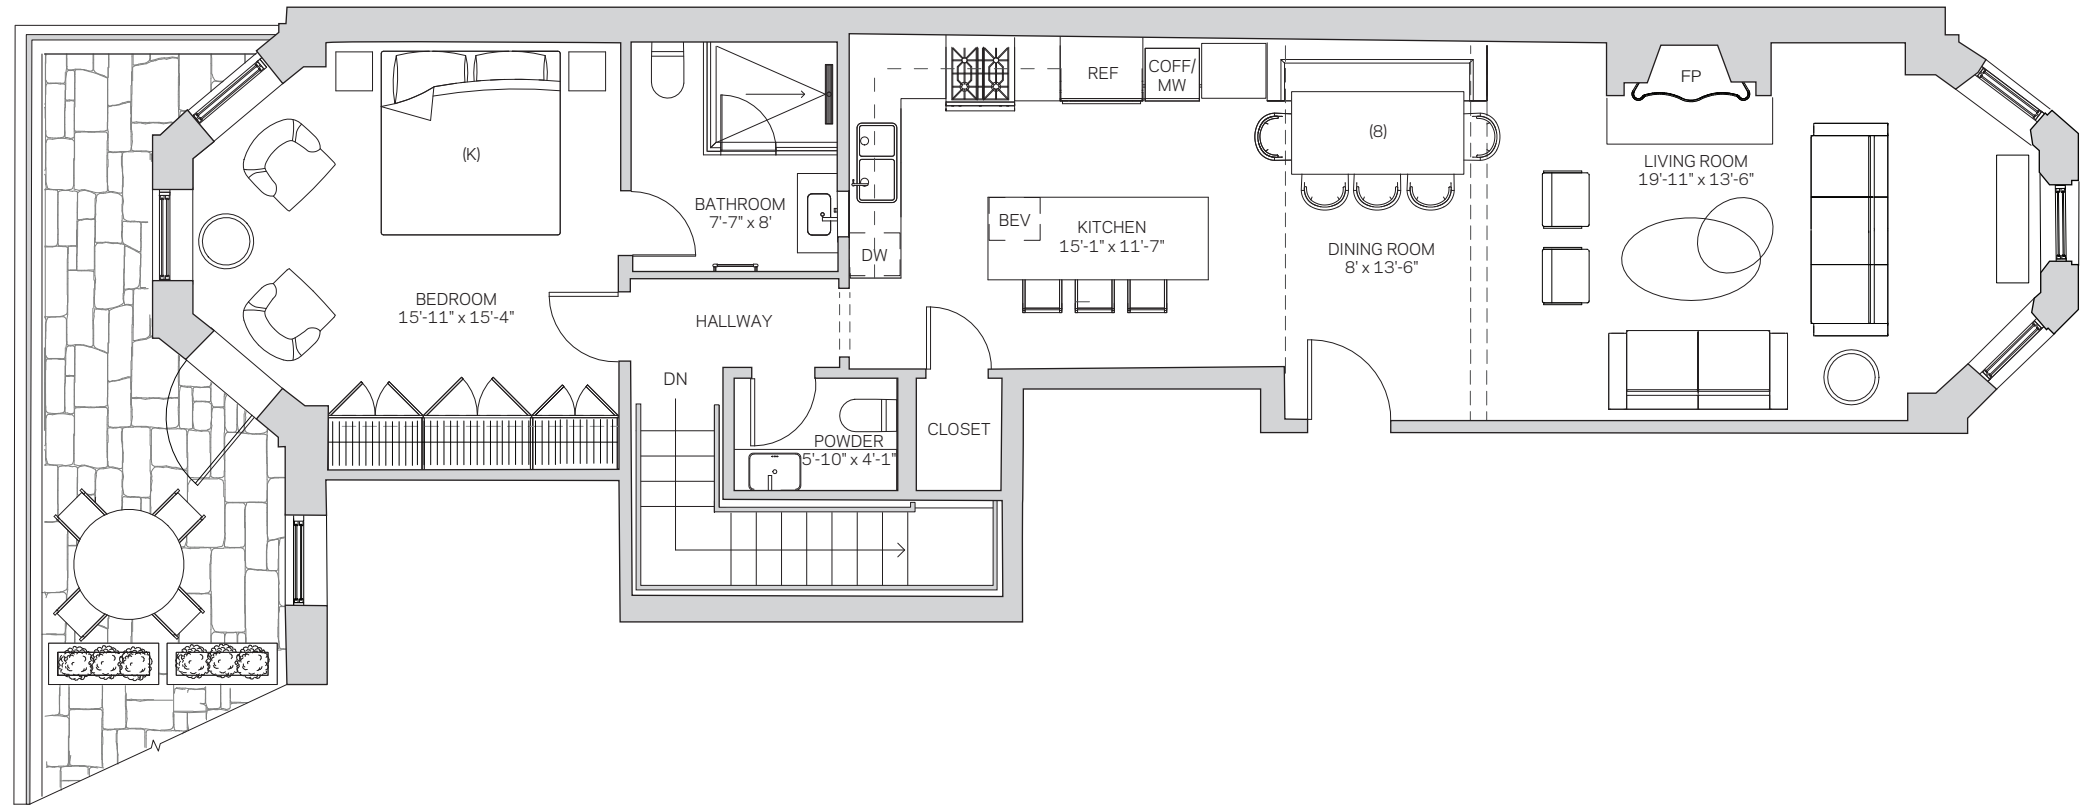 (K)
BEDROOM
15'-11" x 15'-4"
BATHROOM
7'-7" x 8'
HALLWAY
DN
POWDER
5'-10" x 4'-1"
CLOSET
DW
BEV
KITCHEN
15'-1" x 11'-7"
REF
COFF/
MW
(8)
DINING ROOM
8' x 13'-6"
FP
LIVING ROOM
19'-11" x 13'-6"